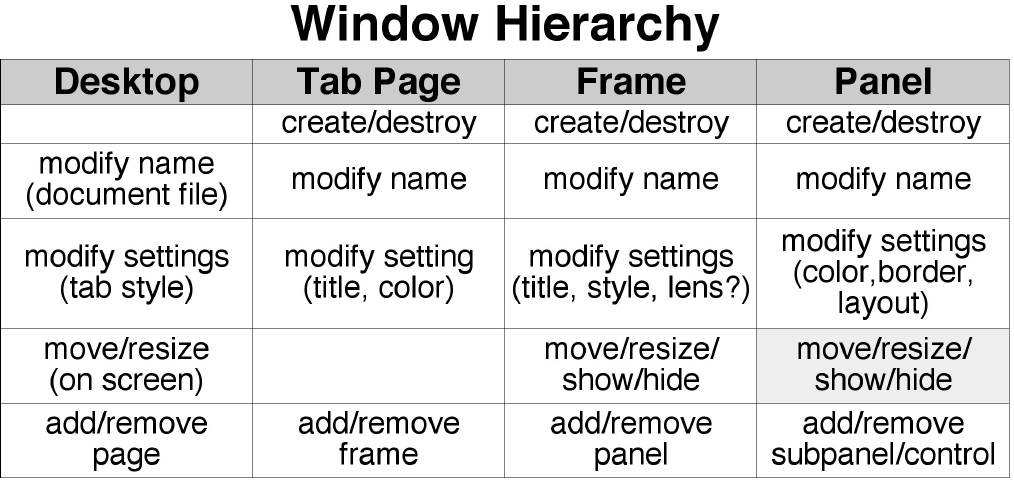 Window Hierarchy
Desktop Tab Page Frame Panel
create/destroy create/destroy create/destroy
modify name
(document file) modify name modify name modify name
modify settings
(tab style) modify setting
(title, color) modify settings
(title, style, lens?) modify settings
(color,border,
layout)
move/resize
(on screen) move/resize/
show/hide move/resize/
show/hide
add/remove
page add/remove
frame add/remove
panel add/remove
subpanel/control